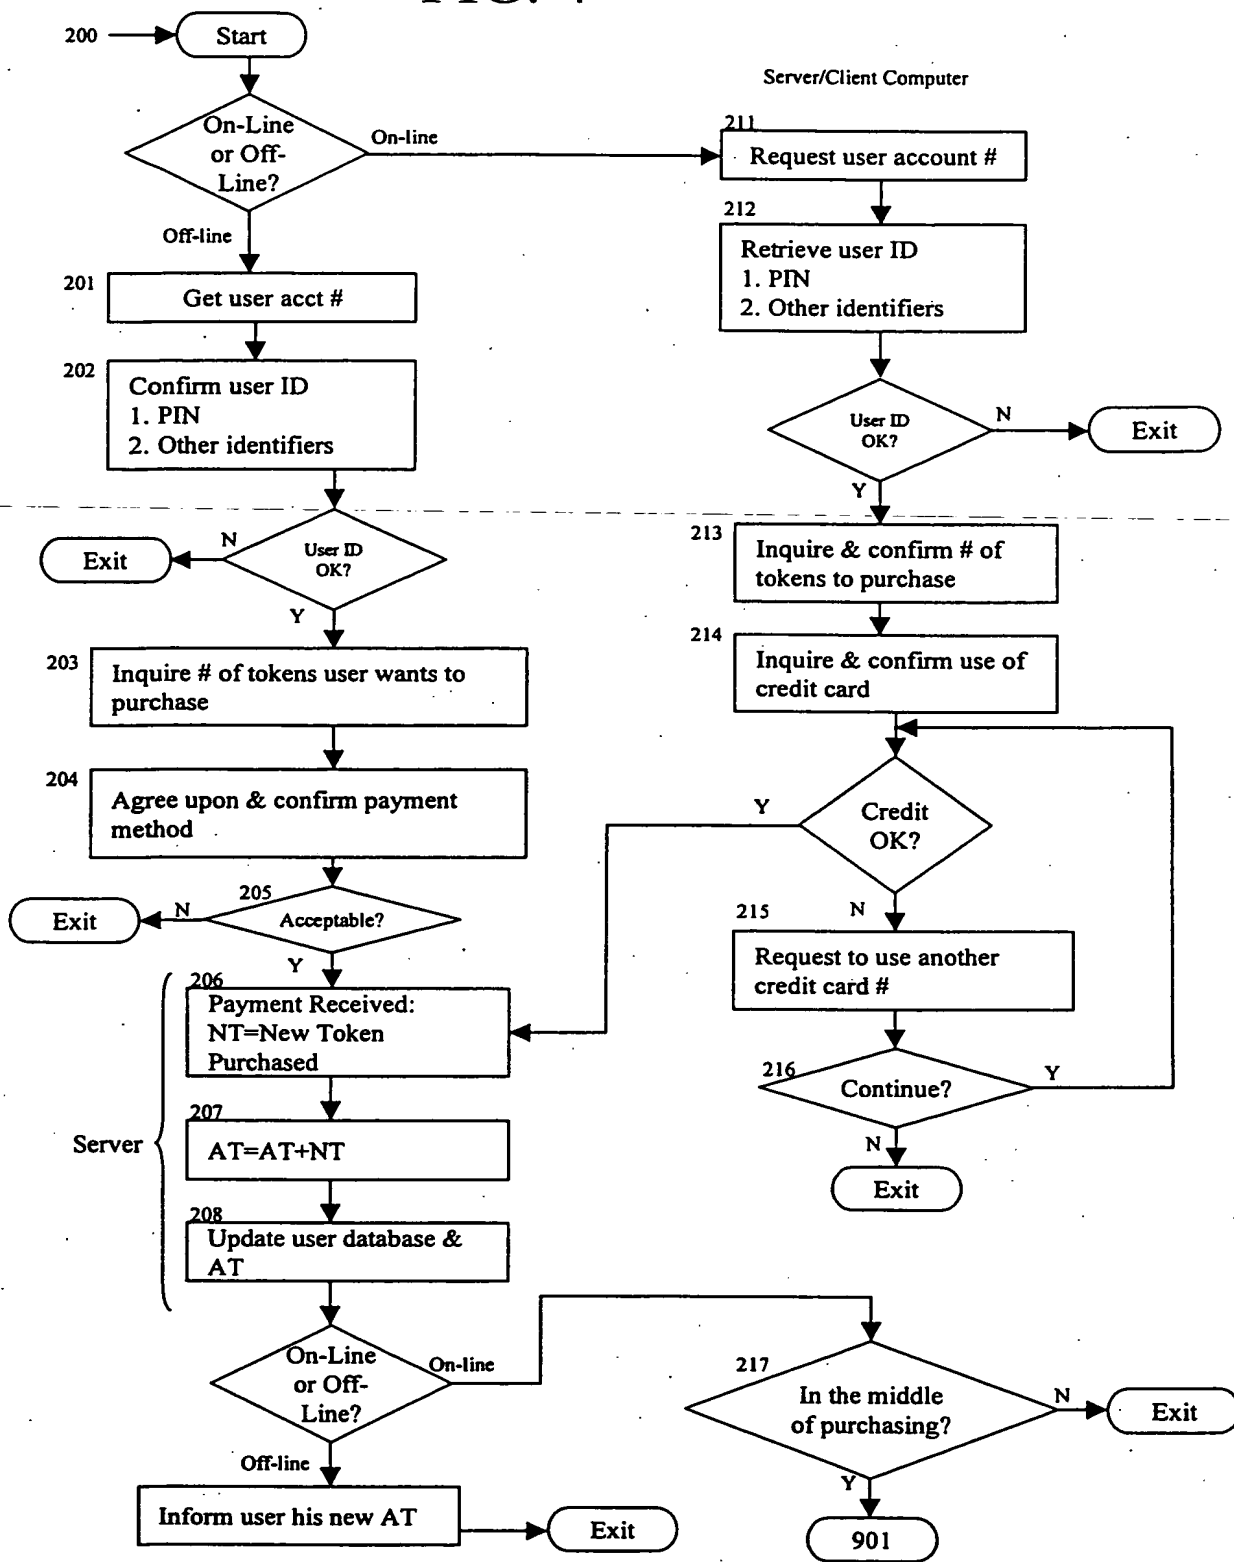 200
Start
Server/Client Computer
On-Line
or Off-
Line?
On-line
Off-line
211
Request user account #
212
Retrieve user ID
1. PIN
2. Other identifiers
201
Get user acct #
202
Confirm user ID
1. PIN
2. Other identifiers
User ID
OK?
N
Exit
Y
User ID
OK?
N
Exit
Y
213
Inquire & confirm # of
tokens to purchase
214
Inquire & confirm use of
credit card
203
Inquire # of tokens user wants to
purchase
204
Agree upon & confirm payment
method
Credit
OK?
Y
N
205
Acceptable?
N
Exit
Y
215
Request to use another
credit card #
216
Continue?
Y
N
Exit
Server
206
Payment Received:
NT=New Token
Purchased
207
AT=AT+NT
208
Update user database &
AT
On-Line
or Off-
Line?
On-line
Off-line
217
In the middle
of purchasing?
N
Exit
Y
901
Inform user his new AT
Exit